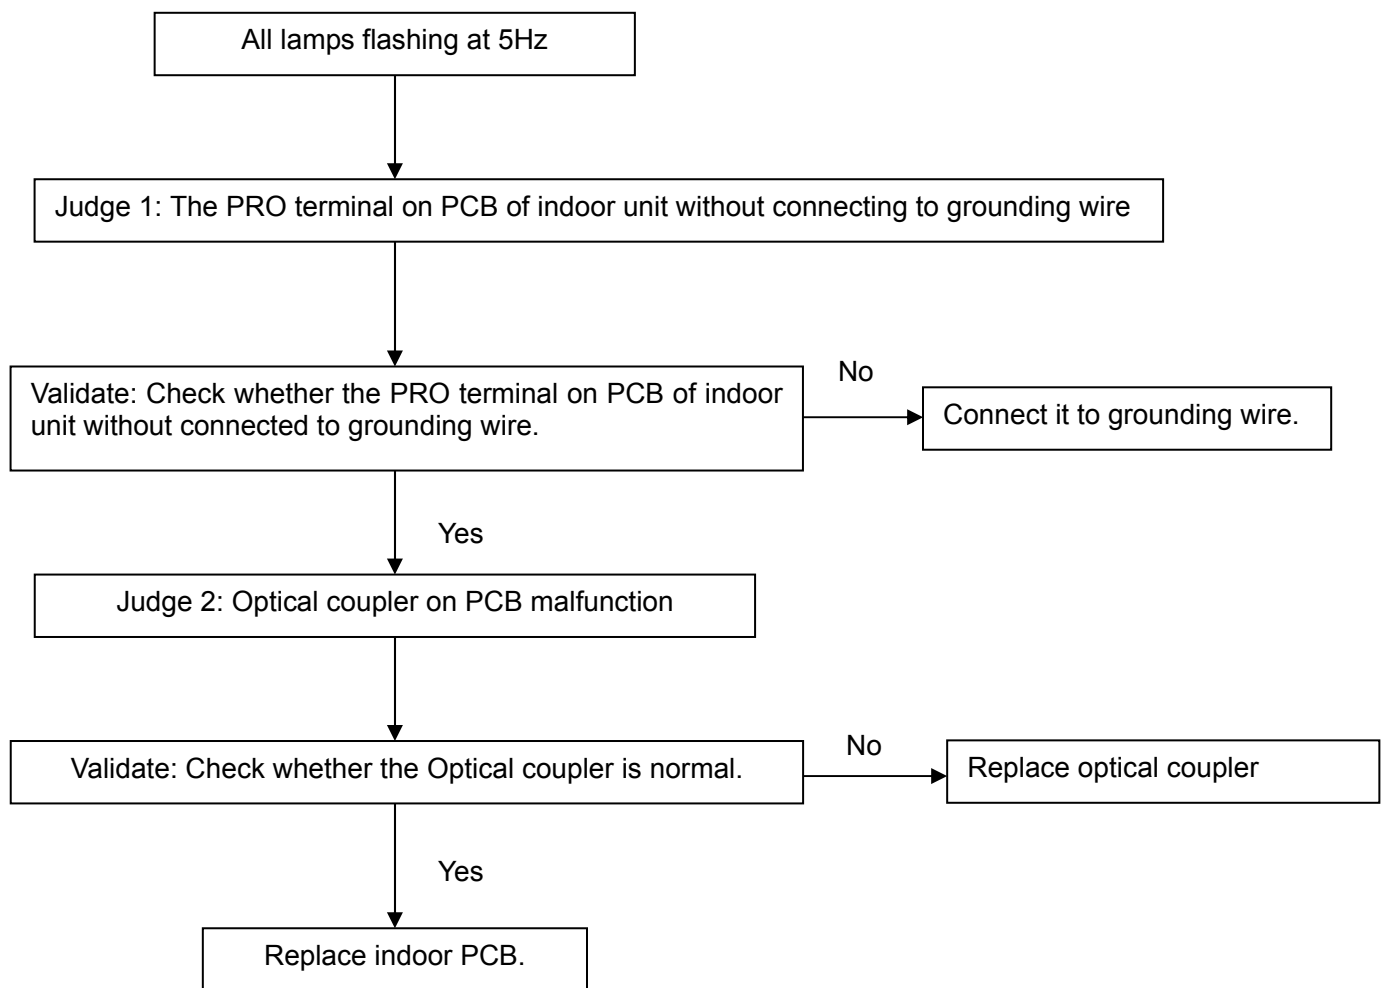 All lamps flashing at 5Hz
Judge 1: The PRO terminal on PCB of indoor unit without connecting to grounding wire
Validate: Check whether the PRO terminal on PCB of indoor
unit without connected to grounding wire.
No
Connect it to grounding wire.
Yes
Judge 2: Optical coupler on PCB malfunction
Validate: Check whether the Optical coupler is normal.
No
Replace optical coupler
Yes
Replace indoor PCB.